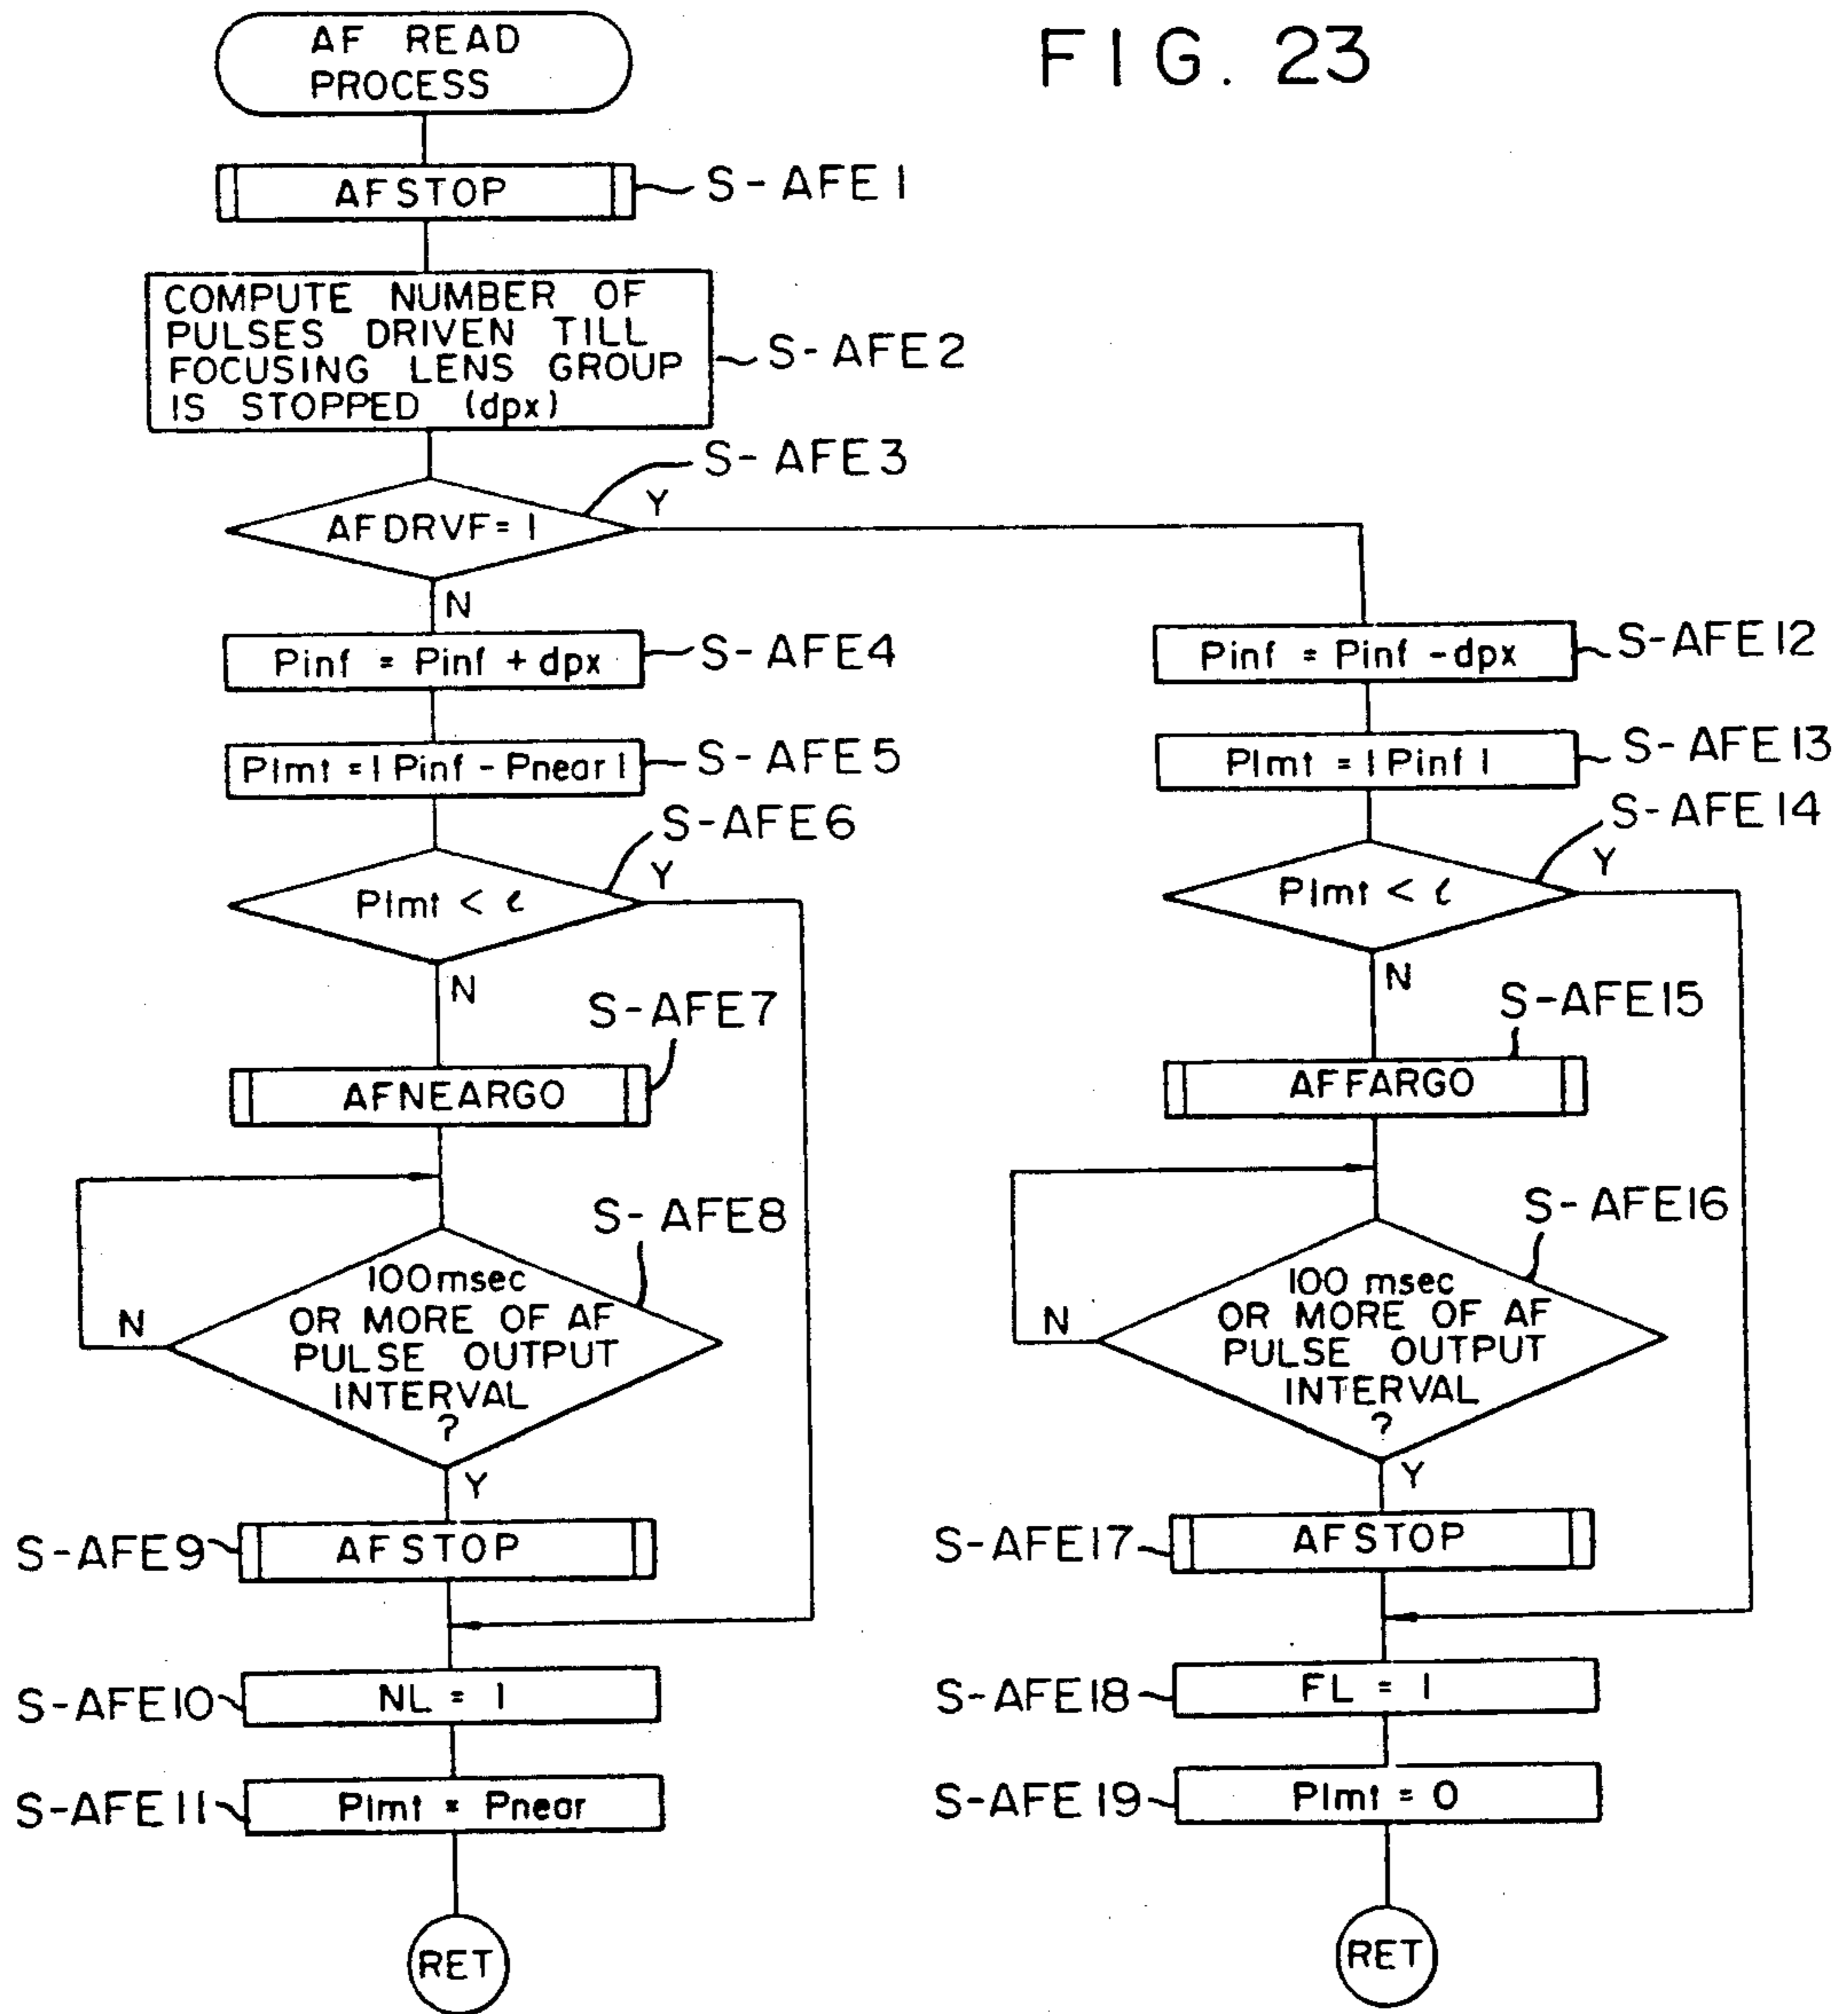 FIG. 23
AF READ
PROCESS
AFSTOP
S-AFE1
COMPUTE NUMBER OF
PULSES DRIVEN TILL
FOCUSING LENS GROUP
IS STOPPED (dpx)
S-AFE2
S-AFE3
AFDRVF=1
Y
N
Pinf = Pinf + dpx
S-AFE4
Plmt = |Pinf - Pnear|
S-AFE5
S-AFE6
Plmt < ℓ
Y
N
S-AFE7
AFNEARGO
S-AFE8
100msec
OR MORE OF AF
PULSE OUTPUT
INTERVAL
?
N
Y
S-AFE9
AFSTOP
S-AFE10
NL = 1
S-AFE11
Plmt = Pnear
RET
Pinf = Pinf - dpx
S-AFE12
Plmt = |Pinf|
S-AFE13
S-AFE14
Plmt < ℓ
Y
N
S-AFE15
AFFARGO
S-AFE16
100 msec
OR MORE OF AF
PULSE OUTPUT
INTERVAL
?
N
Y
S-AFE17
AFSTOP
S-AFE18
FL = 1
S-AFE19
Plmt = 0
RET